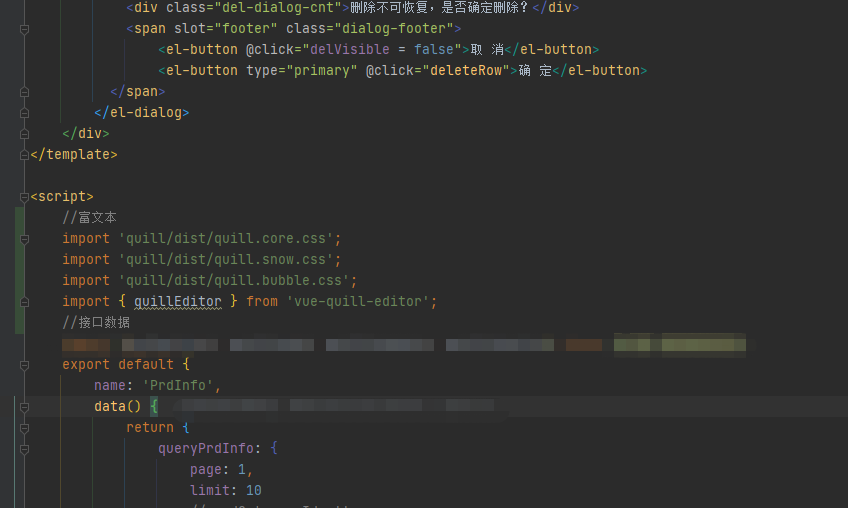 <div class="del-dialog-cnt">删除不可恢复，是否确定删除？</div>
<span slot="footer" class="dialog-footer">
<el-button @click="delVisible = false">取 消</el-button>
<el-button type="primary" @click="deleteRow">确 定</el-button>
</span>
</el-dialog>
</div>
</template>
<script>
//富文本
import 'quill/dist/quill.core.css';
import 'quill/dist/quill.snow.css';
import 'quill/dist/quill.bubble.css';
import { quillEditor } from 'vue-quill-editor';
//接口数据
export default {
name: 'PrdInfo',
data() {
return {
queryPrdInfo: {
page: 1,
limit: 10